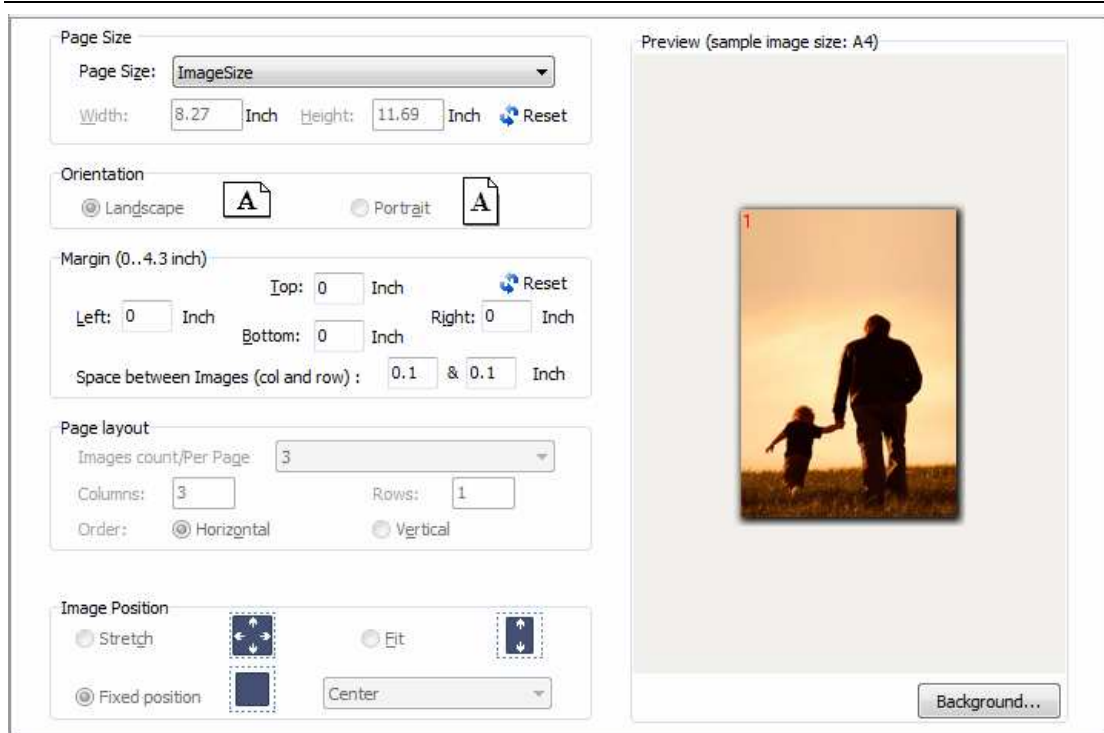 Page Size
Page Size: ImageSize
Width: 8.27 Inch Height: 11.69 Inch Reset
Orientation
Landscape A Portrait A
Margin (0..4.3 inch)
Top: 0 Inch Reset
Left: 0 Inch Right: 0 Inch
Bottom: 0 Inch
Space between Images (col and row) : 0.1 & 0.1 Inch
Page layout
Images count/Per Page 3
Columns: 3 Rows: 1
Order: Horizontal Vertical
Image Position
Stretch Fit
Fixed position Center
Preview (sample image size: A4)
1
Background...